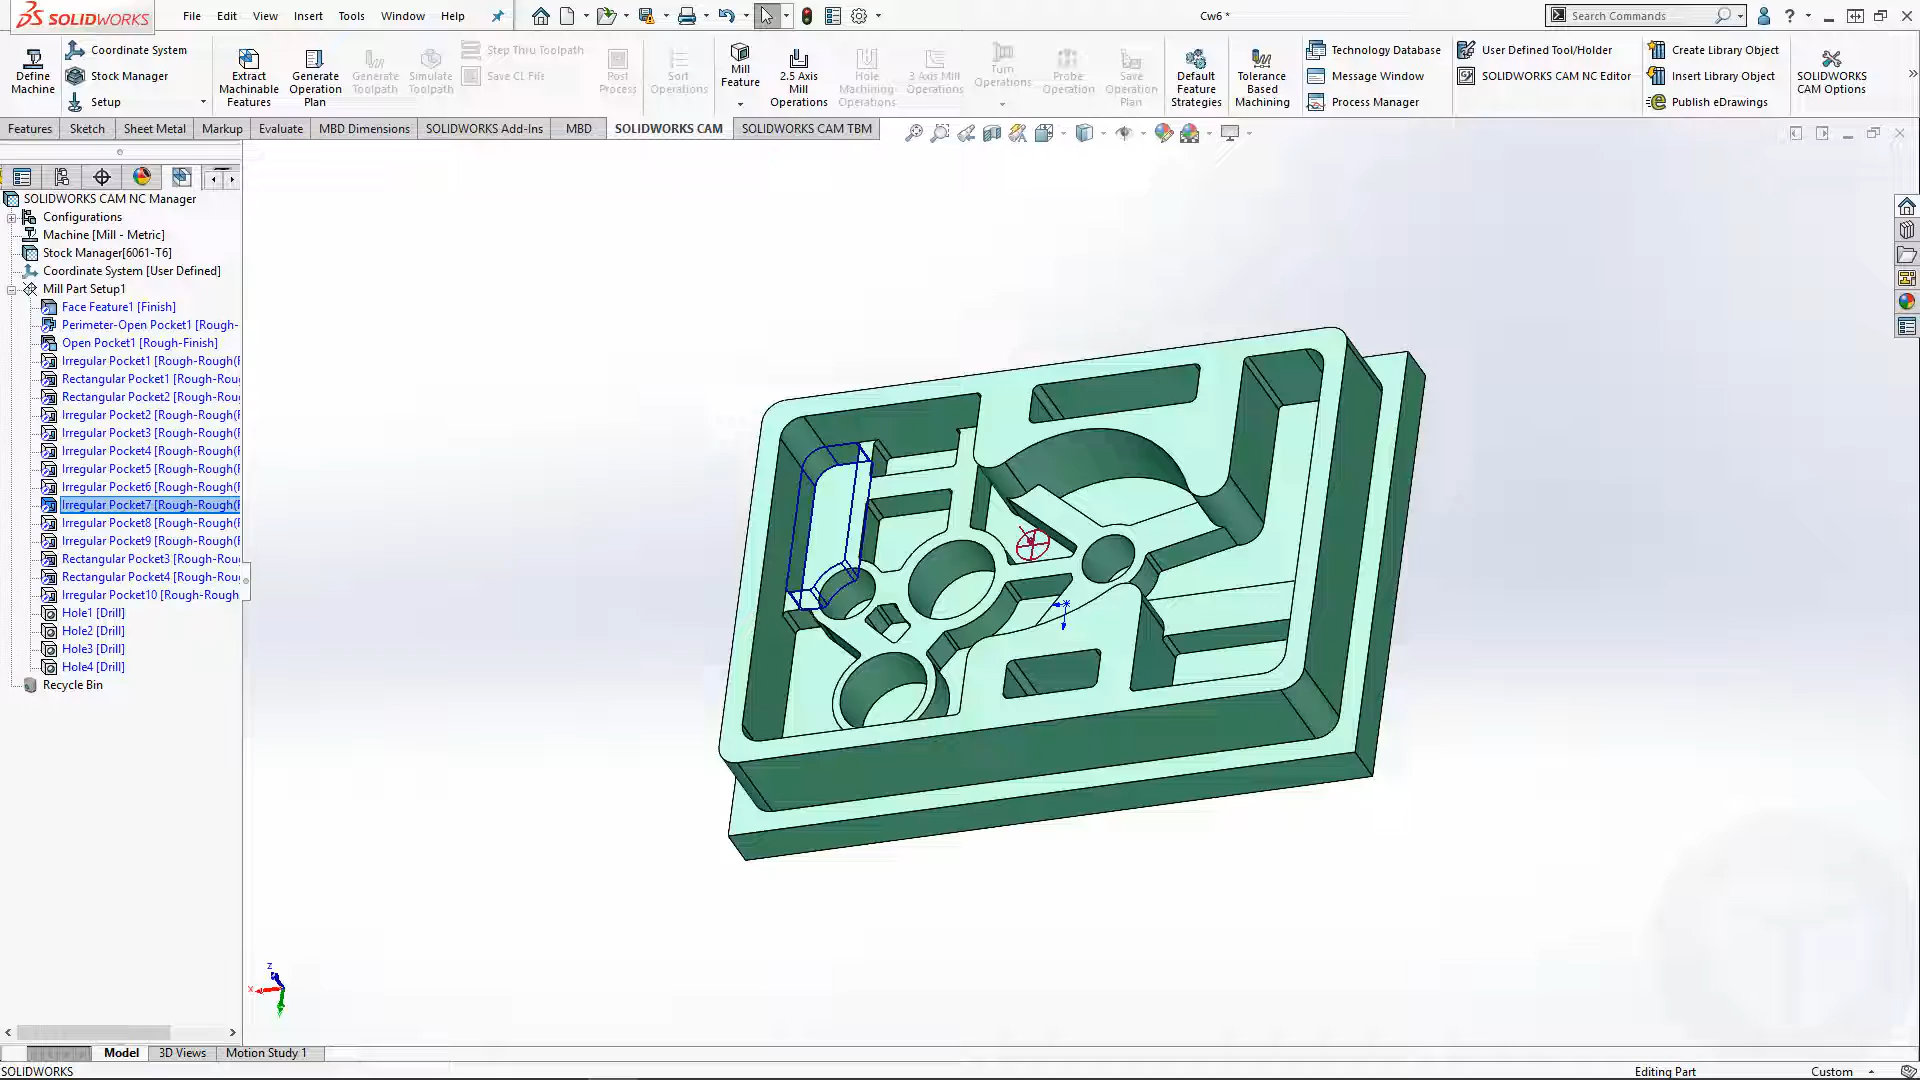 SOLIDWORKS
File Edit View Insert Tools Window Help
Cw6 *
Search Commands
Define Machine
Coordinate System
Stock Manager
Setup
Extract Machinable Features
Generate Operation Plan
Generate Toolpath
Simulate Toolpath
Step Thru Toolpath
Save CL File
Post Process
Sort Operations
Mill Feature
2.5 Axis Mill Operations
Hole Machining Operations
3 Axis Mill Operations
Turn Operations
Probe Operation
Save Operation Plan
Default Feature Strategies
Tolerance Based Machining
Technology Database
Message Window
Process Manager
User Defined Tool/Holder
SOLIDWORKS CAM NC Editor
Create Library Object
Insert Library Object
Publish eDrawings
SOLIDWORKS CAM Options
Features Sketch Sheet Metal Markup Evaluate MBD Dimensions SOLIDWORKS Add-Ins MBD SOLIDWORKS CAM SOLIDWORKS CAM TBM
SOLIDWORKS CAM NC Manager
Configurations
Machine [Mill - Metric]
Stock Manager[6061-T6]
Coordinate System [User Defined]
Mill Part Setup1
Face Feature1 [Finish]
Perimeter-Open Pocket1 [Rough-
Open Pocket1 [Rough-Finish]
Irregular Pocket1 [Rough-Rough(
Rectangular Pocket1 [Rough-Rou
Rectangular Pocket2 [Rough-Rou
Irregular Pocket2 [Rough-Rough(
Irregular Pocket3 [Rough-Rough(
Irregular Pocket4 [Rough-Rough(
Irregular Pocket5 [Rough-Rough(
Irregular Pocket6 [Rough-Rough(
Irregular Pocket7 [Rough-Rough(
Irregular Pocket8 [Rough-Rough(
Irregular Pocket9 [Rough-Rough(
Rectangular Pocket3 [Rough-Rou
Rectangular Pocket4 [Rough-Rou
Irregular Pocket10 [Rough-Rough
Hole1 [Drill]
Hole2 [Drill]
Hole3 [Drill]
Hole4 [Drill]
Recycle Bin
z
x
Model 3D Views Motion Study 1
SOLIDWORKS
Editing Part
Custom